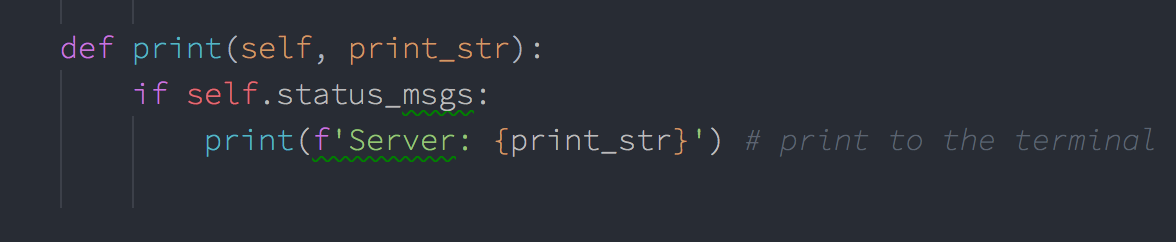 def print(self, print_str):
if self.status_msgs:
print(f'Server: {print_str}') # print to the terminal